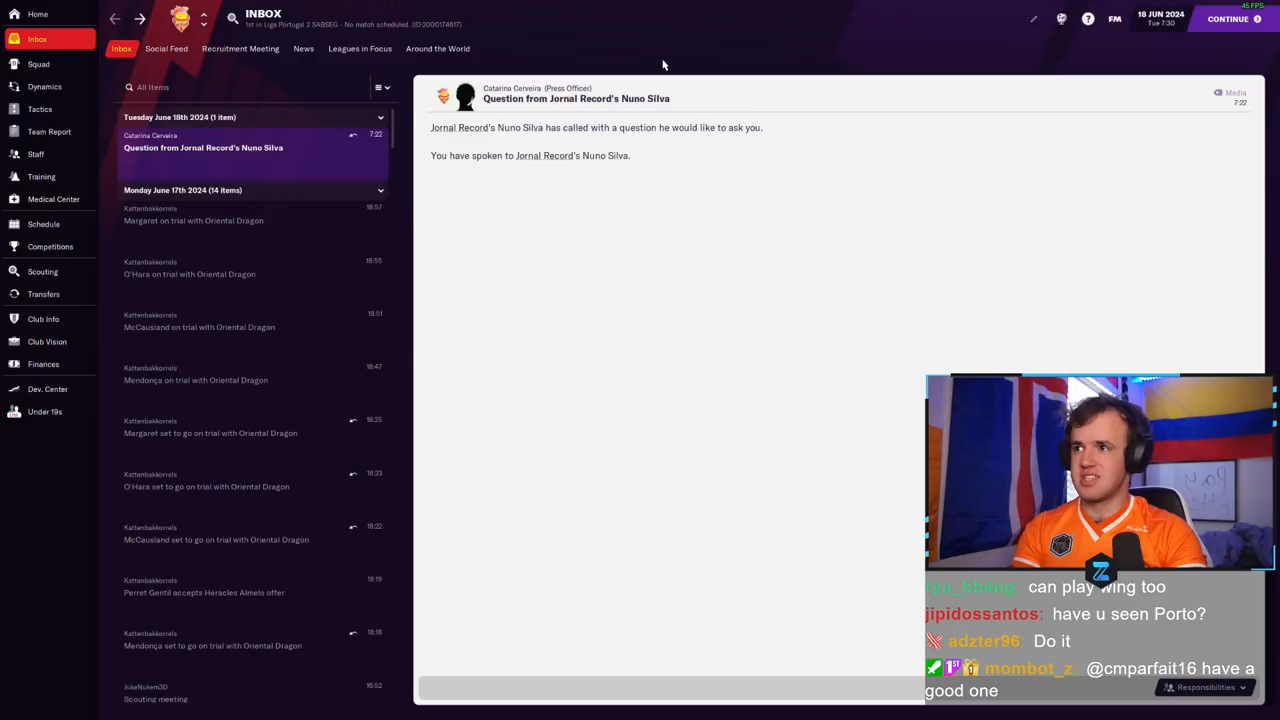 45 FPS
Home
INBOX
1st in Liga Portugal 2 SABSEG - No match scheduled (ID:2000174617)
FM
18 JUN 2024
Tue 7:30
CONTINUE
Inbox
Squad
Dynamics
Tactics
Team Report
Staff
Training
Medical Center
Schedule
Competitions
Scouting
Transfers
Club Info
Club Vision
Finances
Dev. Center
Under 19s
Inbox
Social Feed
Recruitment Meeting
News
Leagues in Focus
Around the World
All Items
Tuesday June 18th 2024 (1 item)
Catarina Cerveira
7:22
Question from Jornal Record's Nuno Silva
Monday June 17th 2024 (14 items)
Kattenbakkorrels
18:57
Margaret on trial with Oriental Dragon
Kattenbakkorrels
18:55
O'Hara on trial with Oriental Dragon
Kattenbakkorrels
18:51
McCausland on trial with Oriental Dragon
Kattenbakkorrels
18:47
Mendonça on trial with Oriental Dragon
Kattenbakkorrels
18:25
Margaret set to go on trial with Oriental Dragon
Kattenbakkorrels
18:23
O'Hara set to go on trial with Oriental Dragon
Kattenbakkorrels
18:22
McCausland set to go on trial with Oriental Dragon
Kattenbakkorrels
18:19
Perret Gentil accepts Heracles Almelo offer
Kattenbakkorrels
18:18
Mendonça set to go on trial with Oriental Dragon
JukeNukem3D
16:52
Scouting meeting
Catarina Cerveira (Press Officer)
Question from Jornal Record's Nuno Silva
Media
7:22
Jornal Record's Nuno Silva has called with a question he would like to ask you.
You have spoken to Jornal Record's Nuno Silva.
Responsibilities
can play wing too
jipidossantos: have u seen Porto?
adzter96: Do it
1ST
1
mombot_z: @cmparfait16 have a
good one